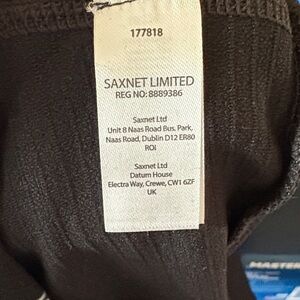 177818
SAXNET LIMITED
REG NO: 8889386
Saxnet Ltd
Unit 8 Naas Road Bus. Park,
Naas Road, Dublin D12 ER80
ROI
Saxnet Ltd
Datum House
Electra Way, Crewe, CW1 6ZF
UK
MASTER